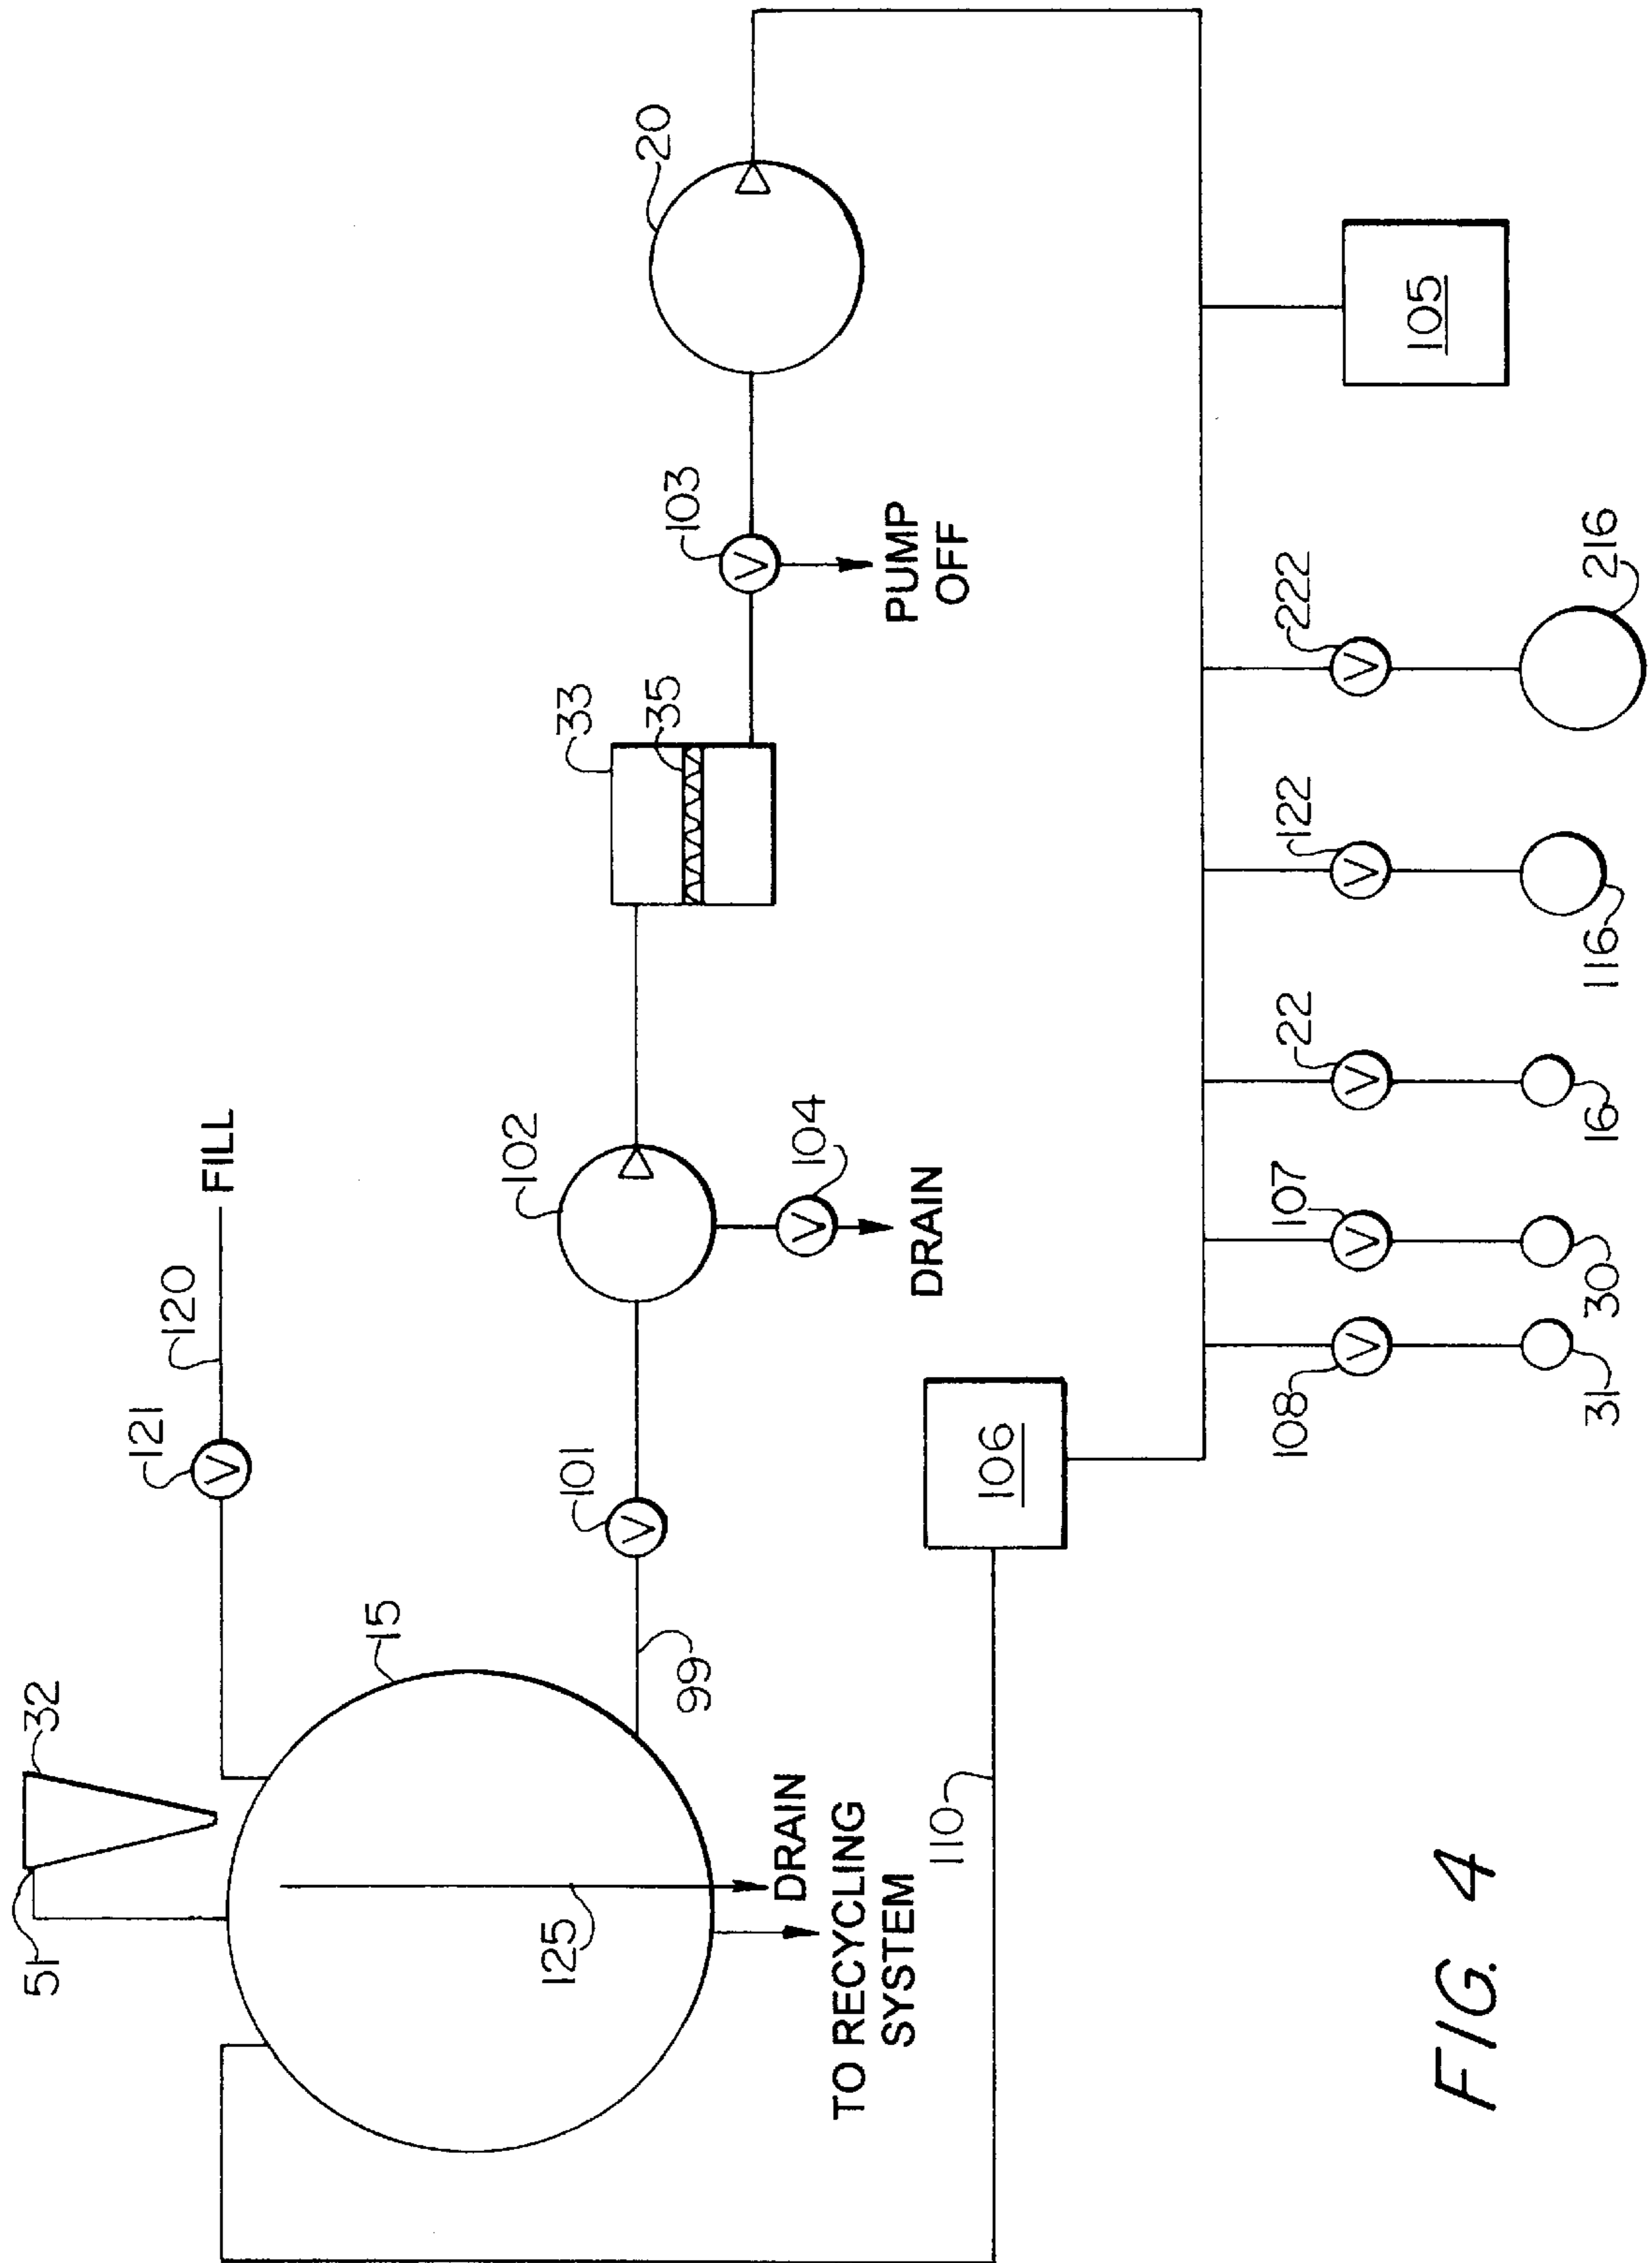 51
32
121
120
FILL
15
125
DRAIN
TO RECYCLING
SYSTEM
99
101
V
V
102
104
V
DRAIN
33
35
103
V
PUMP
OFF
20
110
106
108
V
31
107
V
30
22
V
16
122
V
116
222
V
216
105
FIG. 4